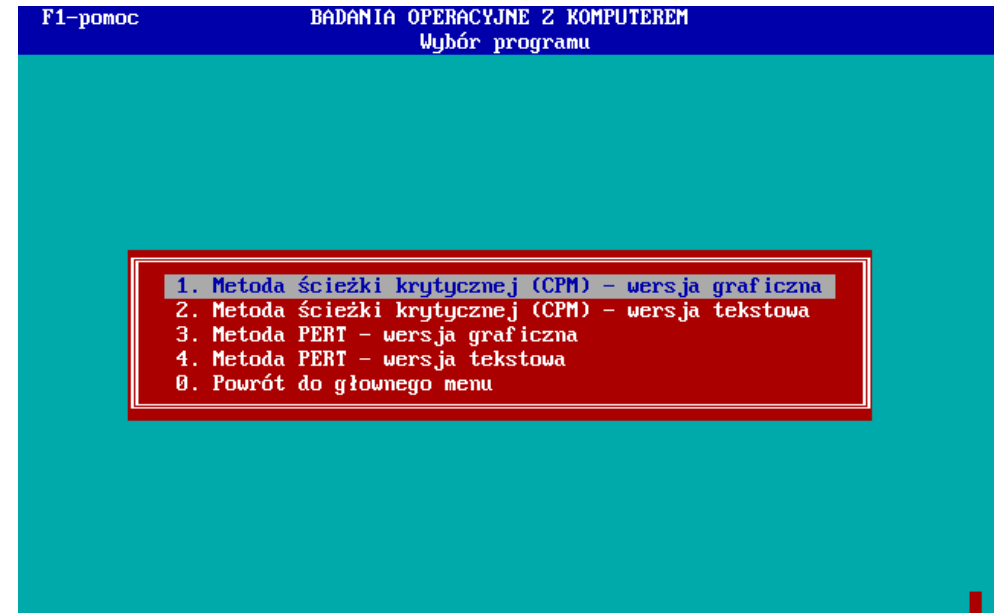 F1-pomoc BADANIA OPERACYJNE Z KOMPUTEREM
Wybór programu
1. Metoda ścieżki krytycznej (CPM) - wersja graficzna
2. Metoda ścieżki krytycznej (CPM) - wersja tekstowa
3. Metoda PERT - wersja graficzna
4. Metoda PERT - wersja tekstowa
0. Powrót do głownego menu